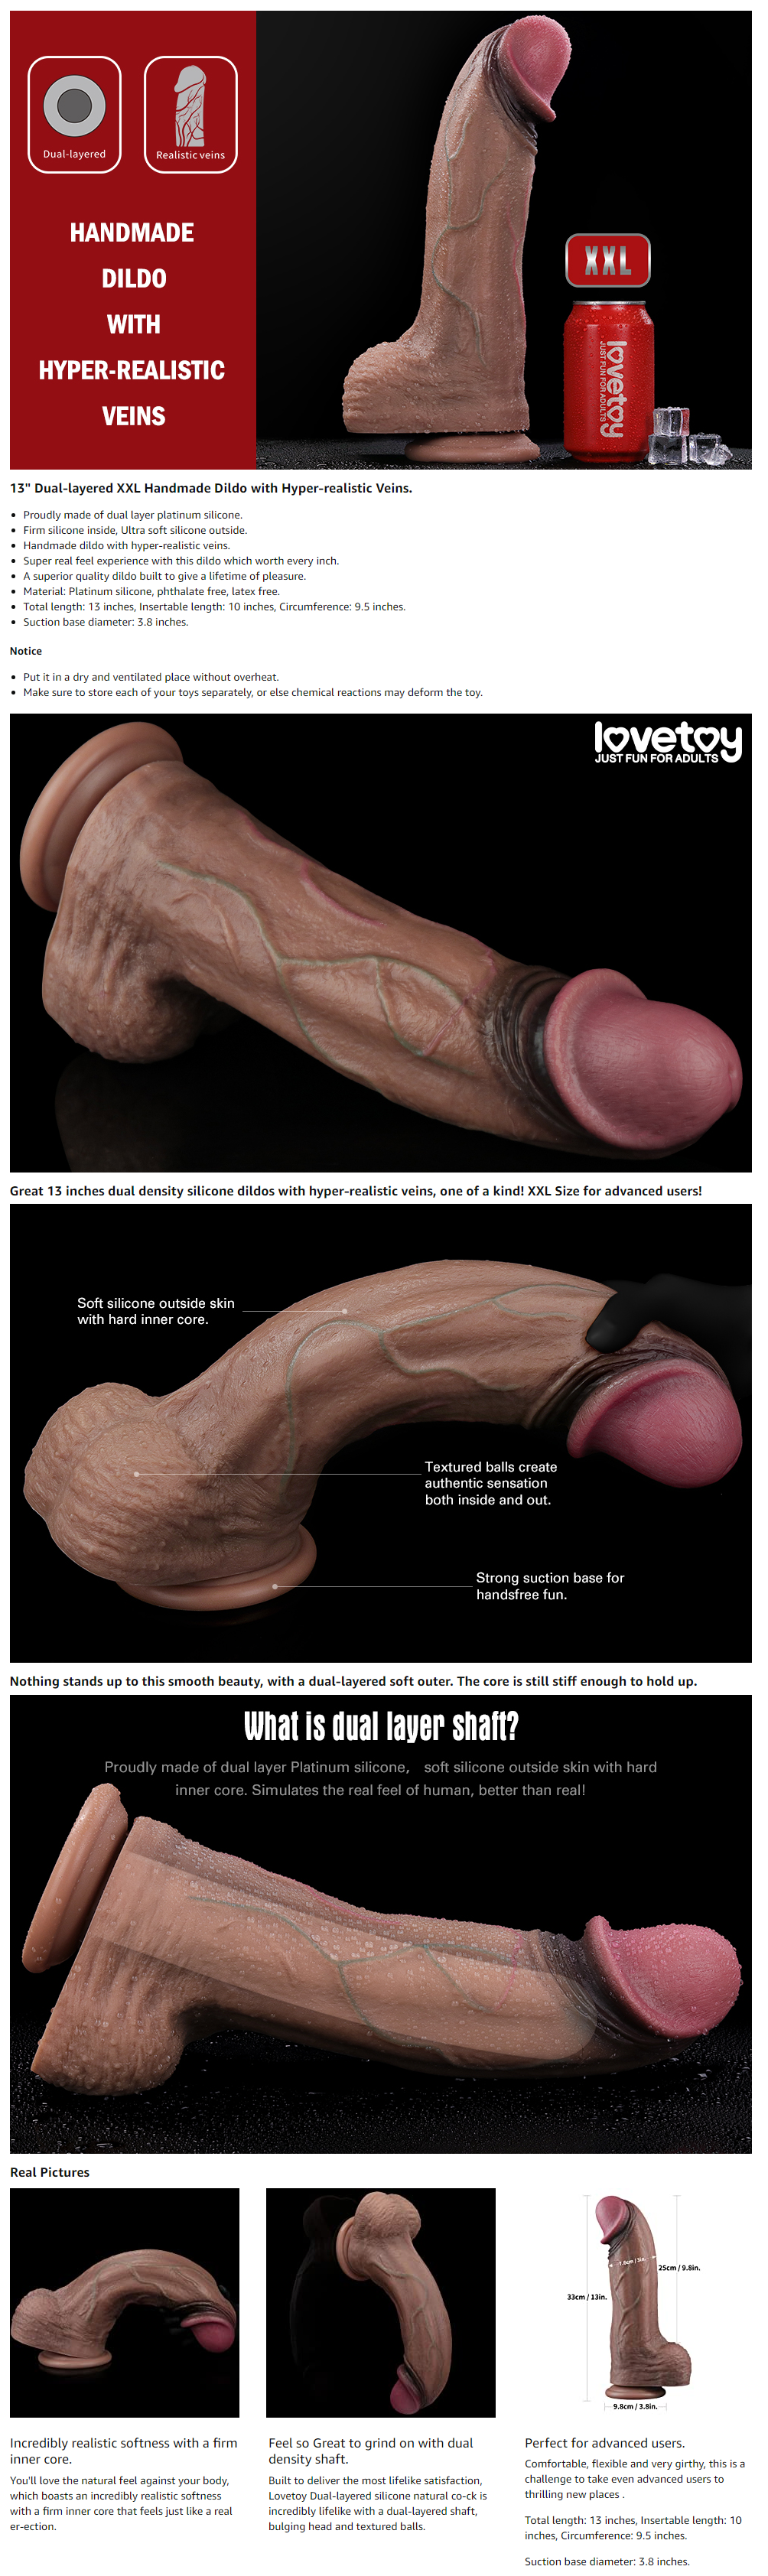 Dual-layered
Realistic veins
HANDMADE
DILDO
WITH
HYPER-REALISTIC
VEINS
XXL
lovetoy
JUST FUN FOR ADULTS
13" Dual-layered XXL Handmade Dildo with Hyper-realistic Veins.
Proudly made of dual layer platinum silicone.
Firm silicone inside, Ultra soft silicone outside.
Handmade dildo with hyper-realistic veins.
Super real feel experience with this dildo which worth every inch.
A superior quality dildo built to give a lifetime of pleasure.
Material: Platinum silicone, phthalate free, latex free.
Total length: 13 inches, Insertable length: 10 inches, Circumference: 9.5 inches.
Suction base diameter: 3.8 inches.
Notice
Put it in a dry and ventilated place without overheat.
Make sure to store each of your toys separately, or else chemical reactions may deform the toy.
lovetoy
JUST FUN FOR ADULTS
Great 13 inches dual density silicone dildos with hyper-realistic veins, one of a kind! XXL Size for advanced users!
Soft silicone outside skin
with hard inner core.
Textured balls create
authentic sensation
both inside and out.
Strong suction base for
handsfree fun.
Nothing stands up to this smooth beauty, with a dual-layered soft outer. The core is still stiff enough to hold up.
What is dual layer shaft?
Proudly made of dual layer Platinum silicone, soft silicone outside skin with hard
inner core. Simulates the real feel of human, better than real!
Real Pictures
25cm / 9.8in.
33cm / 13in.
9.8cm / 3.8in.
Incredibly realistic softness with a firm
inner core.
You'll love the natural feel against your body,
which boasts an incredibly realistic softness
with a firm inner core that feels just like a real
er-ection.
Feel so Great to grind on with dual
density shaft.
Built to deliver the most lifelike satisfaction,
Lovetoy Dual-layered silicone natural co-ck is
incredibly lifelike with a dual-layered shaft,
bulging head and textured balls.
Perfect for advanced users.
Comfortable, flexible and very girthy, this is a
challenge to take even advanced users to
thrilling new places .
Total length: 13 inches, Insertable length: 10
inches, Circumference: 9.5 inches.
Suction base diameter: 3.8 inches.